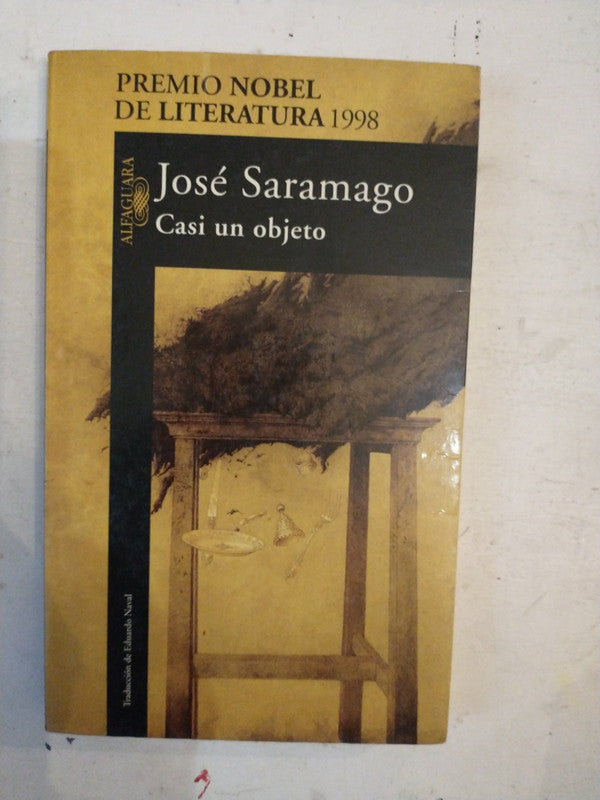 PREMIO NOBEL
DE LITERATURA 1998
ALFAGUARA
José Saramago
Casi un objeto
Traducción de Eduardo Naval